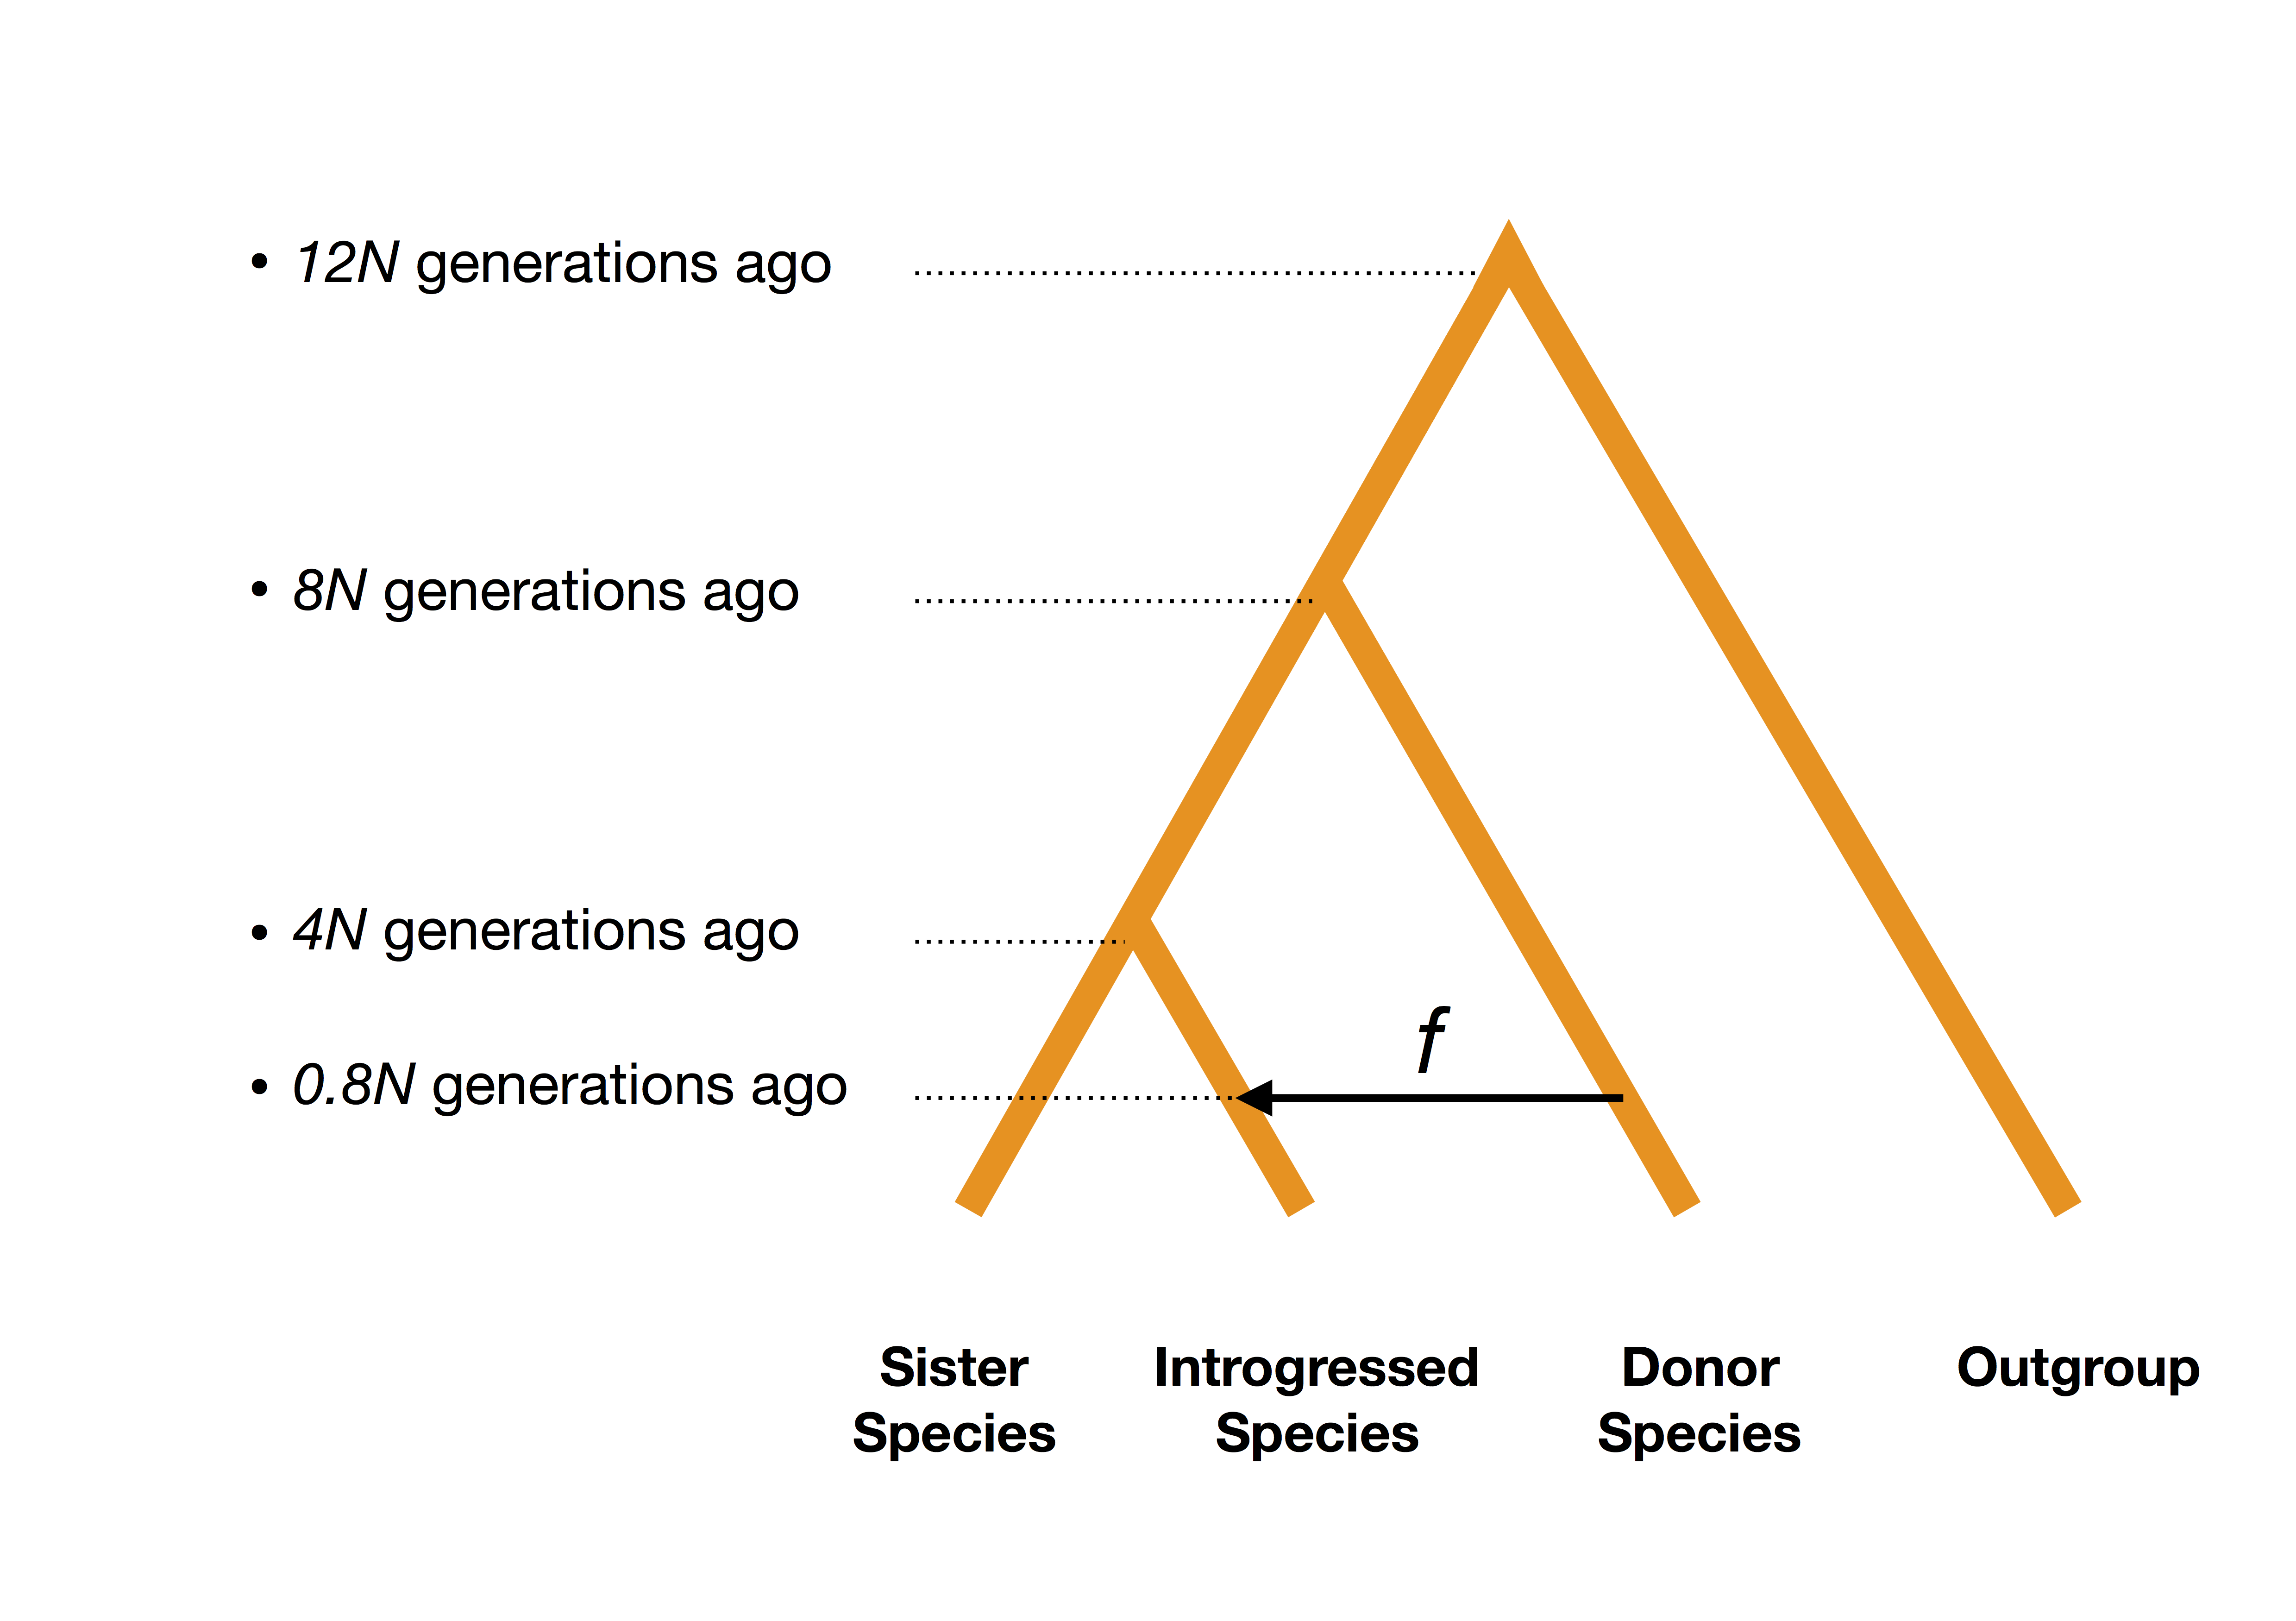 • 12N generations ago
• 8N generations ago
• 4N generations ago
• 0.8N generations ago
f
Sister Species
Introgressed Species
Donor Species
Outgroup